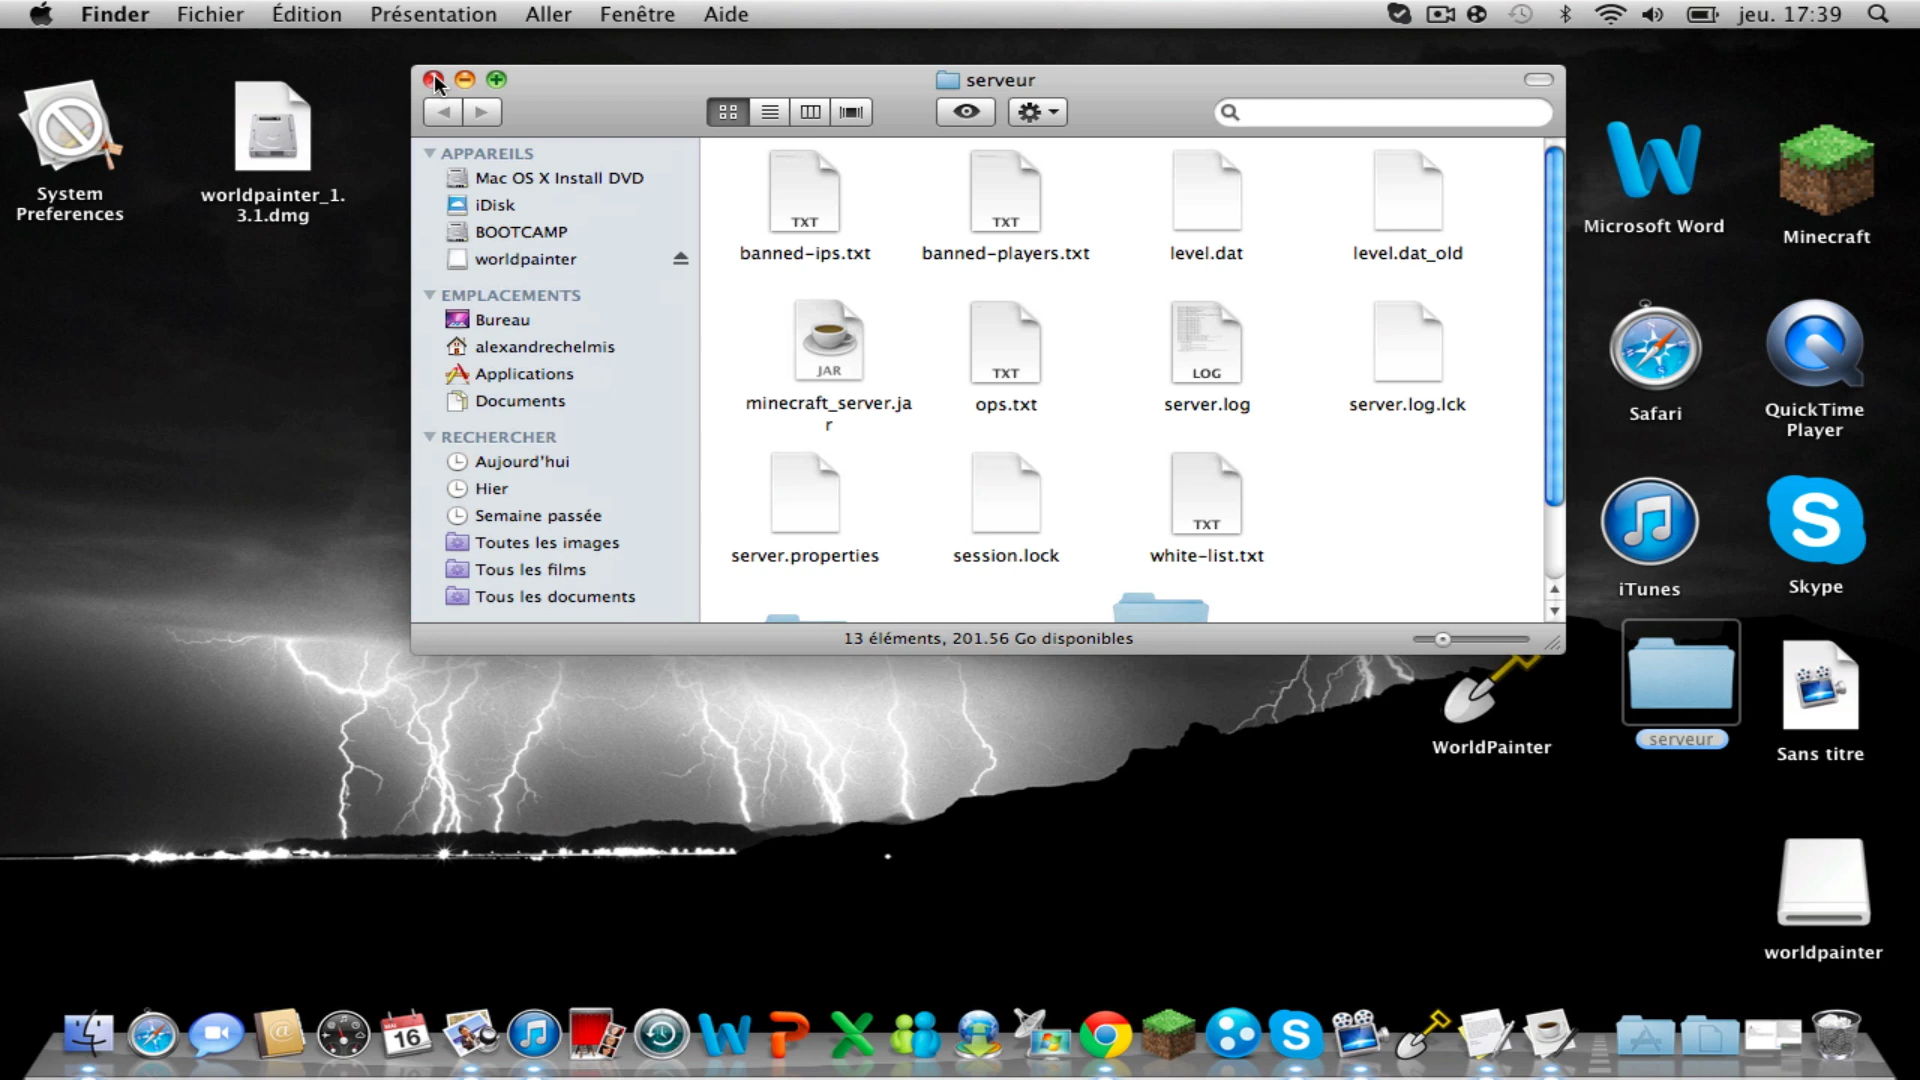 Finder Fichier Édition Présentation Aller Fenêtre Aide jeu. 17:39
System
Preferences
worldpainter_1.
3.1.dmg
serveur
APPAREILS
Mac OS X Install DVD
iDisk
BOOTCAMP
worldpainter
EMPLACEMENTS
Bureau
alexandrechelmis
Applications
Documents
RECHERCHER
Aujourd'hui
Hier
Semaine passée
Toutes les images
Tous les films
Tous les documents
TXT TXT
banned-ips.txt banned-players.txt level.dat level.dat_old
JAR TXT LOG
minecraft_server.ja ops.txt server.log server.log.lck
r
TXT
server.properties session.lock white-list.txt
13 éléments, 201.56 Go disponibles
Microsoft Word
Minecraft
Safari
QuickTime
Player
iTunes
Skype
WorldPainter
serveur
Sans titre
worldpainter
16